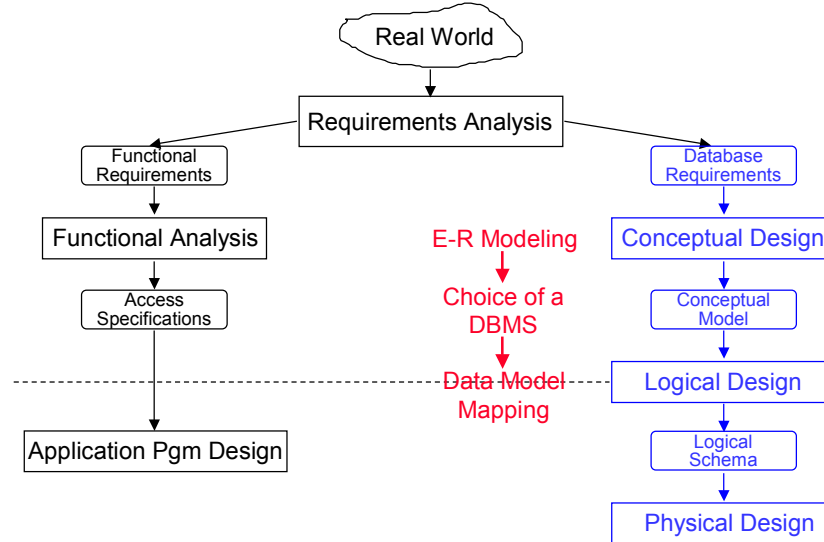 Real World
Requirements Analysis
Functional
Requirements
Database
Requirements
Functional Analysis
E-R Modeling
Conceptual Design
Access
Specifications
Choice of a
DBMS
Conceptual
Model
Data Model
Mapping
Logical Design
Application Pgm Design
Logical
Schema
Physical Design